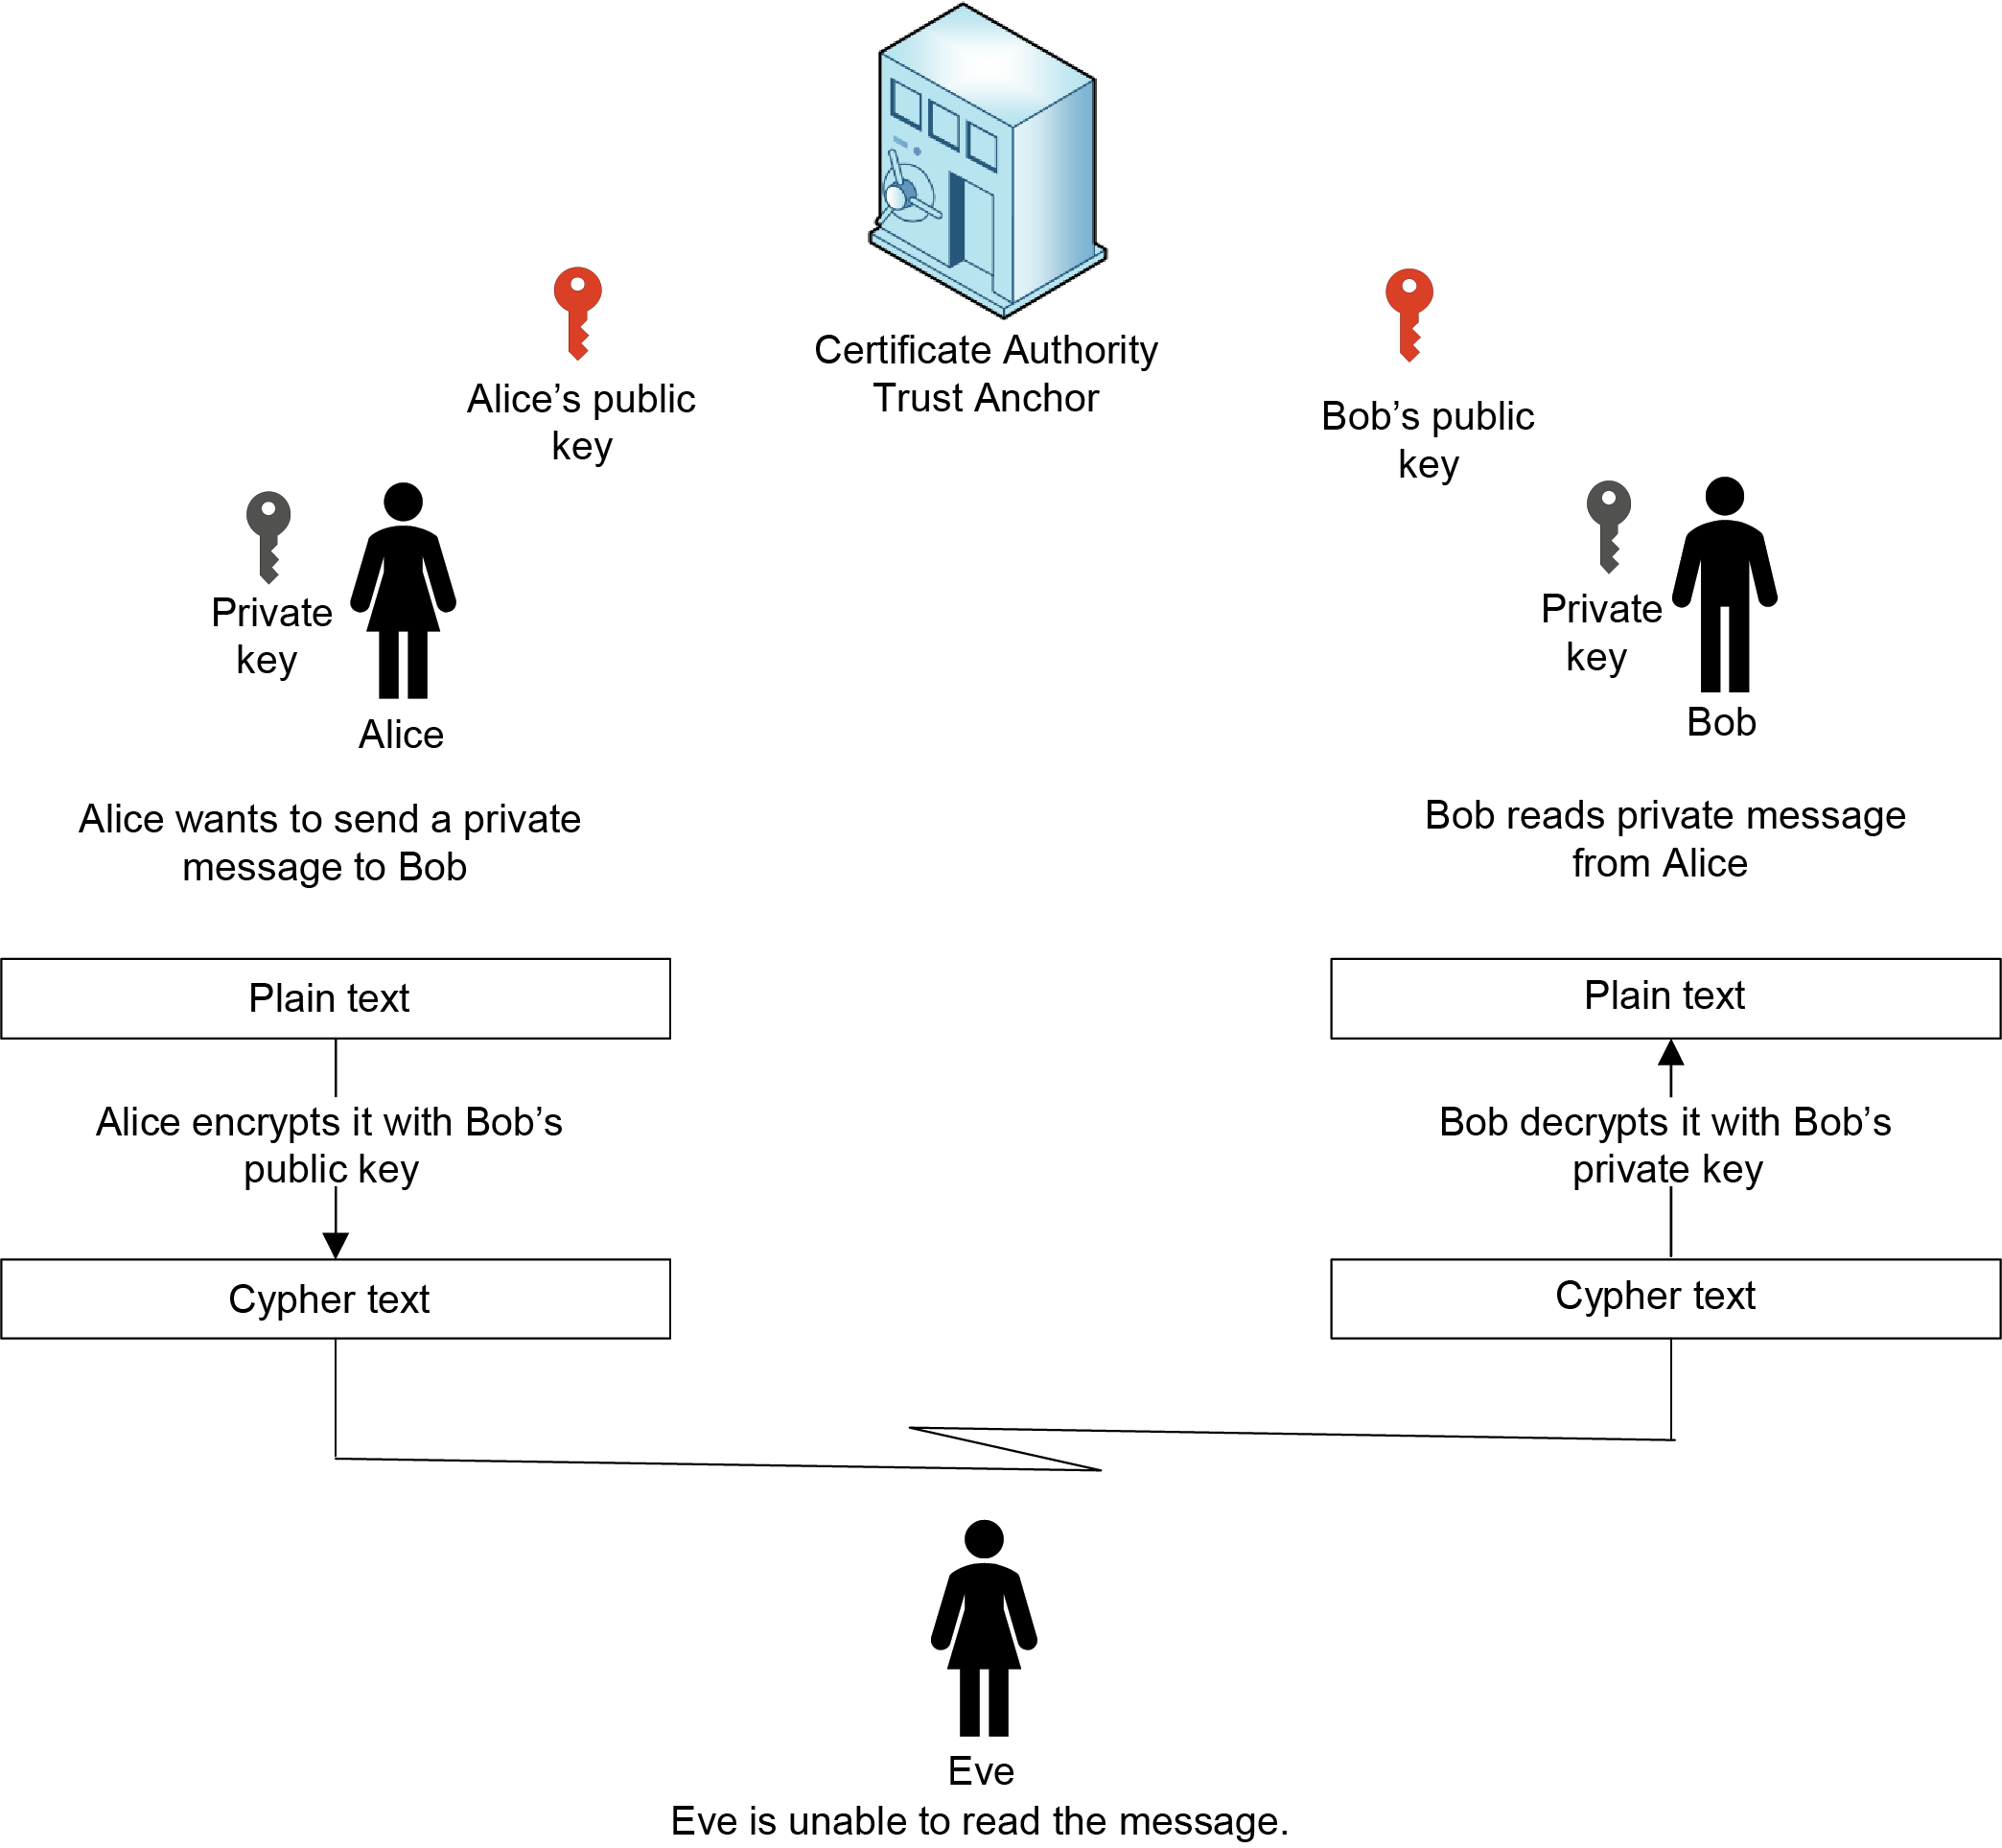 Certificate Authority
Trust Anchor
Alice’s public
key
Bob’s public
key
Private
key
Alice
Private
key
Bob
Alice wants to send a private
message to Bob
Bob reads private message
from Alice
Plain text
Plain text
Alice encrypts it with Bob’s
public key
Bob decrypts it with Bob’s
private key
Cypher text
Cypher text
Eve
Eve is unable to read the message.